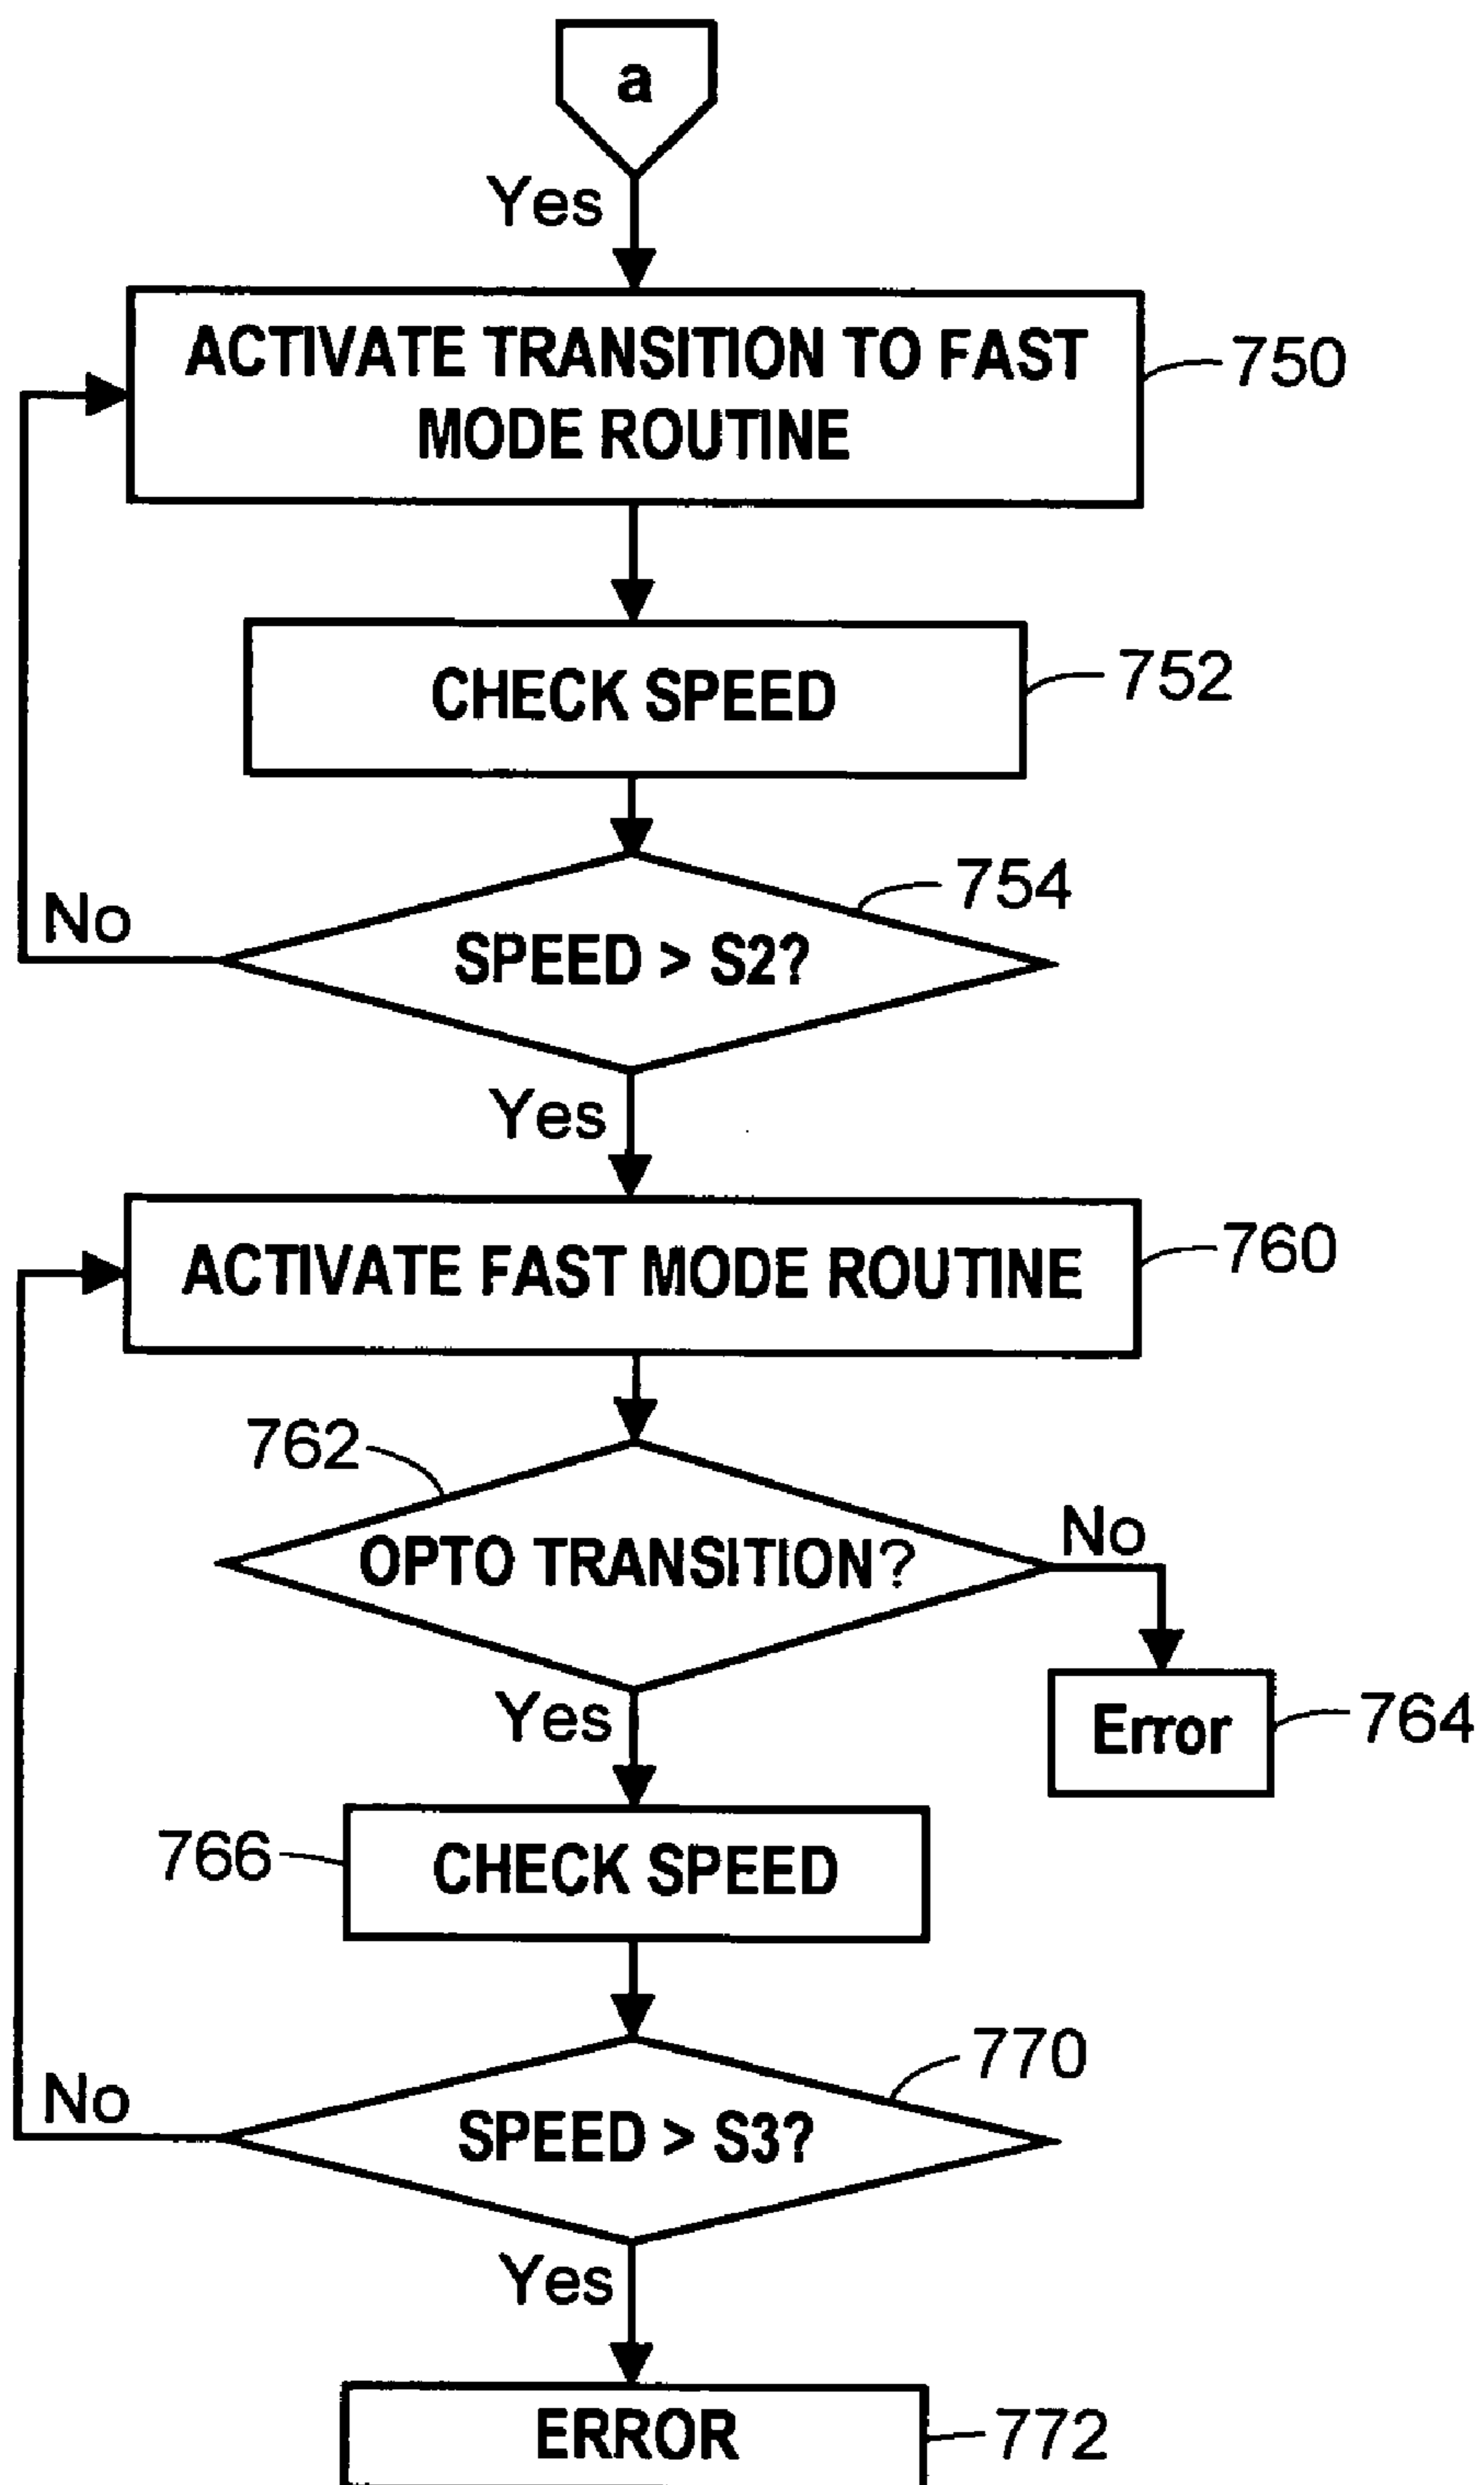 a
Yes
ACTIVATE TRANSITION TO FAST
MODE ROUTINE
750
CHECK SPEED
752
754
No
SPEED > S2?
Yes
ACTIVATE FAST MODE ROUTINE
760
762
OPTO TRANSITION?
No
Yes
Error
764
766
CHECK SPEED
770
No
SPEED > S3?
Yes
ERROR
772